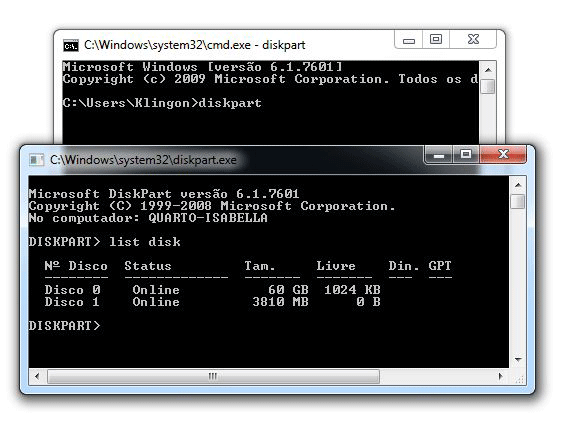 C:\Windows\system32\cmd.exe - diskpart
Microsoft Windows [versão 6.1.7601]
Copyright (c) 2009 Microsoft Corporation. Todos os d
C:\Users\Klingon>diskpart
C:\Windows\system32\diskpart.exe
Microsoft DiskPart versão 6.1.7601
Copyright (C) 1999-2008 Microsoft Corporation.
No computador: QUARTO-ISABELLA
DISKPART> list disk
Nº Disco  Status         Tam.     Livre    Din.  GPT
--------  -------------  -------  -------  ---  ---
Disco 0    Online           60 GB  1024 KB
Disco 1    Online         3810 MB      0 B
DISKPART>